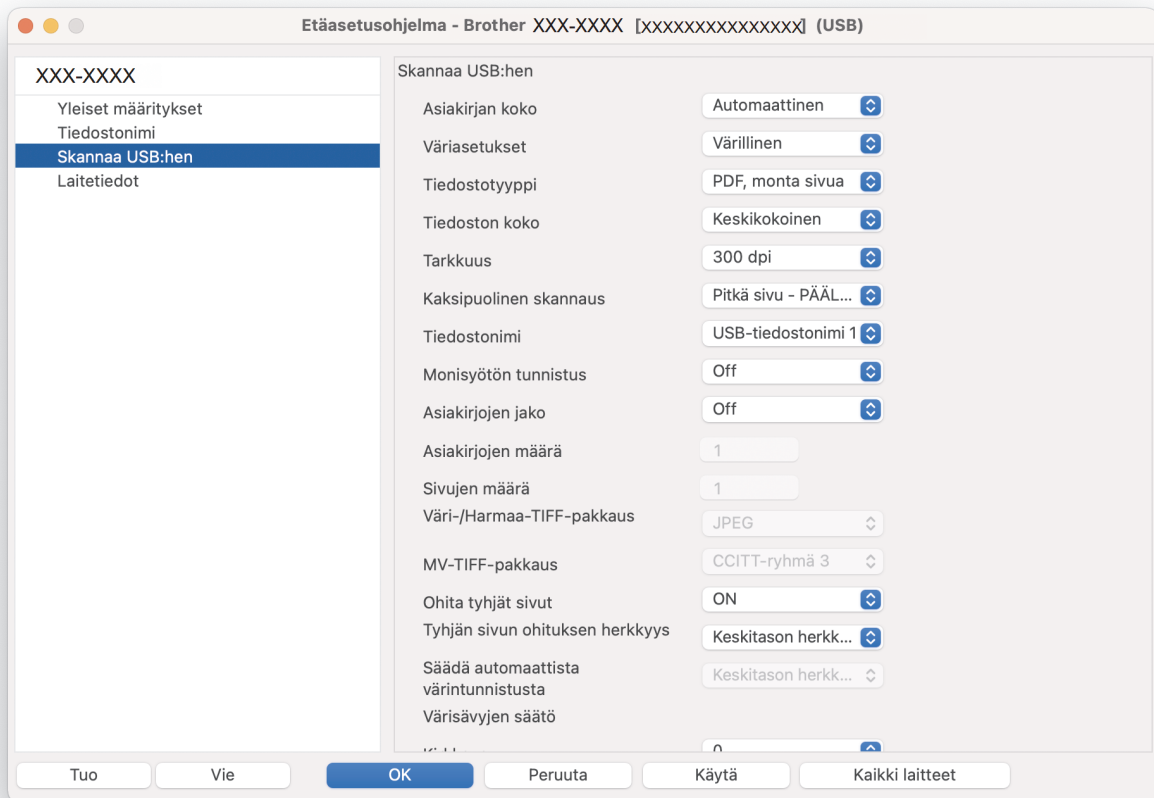 Etäasetusohjelma - Brother XXX-XXXX [XXXXXXXXXXXXXXX] (USB)
XXX-XXXX
Yleiset määritykset
Tiedostonimi
Skannaa USB:hen
Laitetiedot
Skannaa USB:hen
Asiakirjan koko Automaattinen
Väriasetukset Värillinen
Tiedostotyyppi PDF, monta sivua
Tiedoston koko Keskikokoinen
Tarkkuus 300 dpi
Kaksipuolinen skannaus Pitkä sivu - PÄÄL...
Tiedostonimi USB-tiedostonimi 1
Monisyötön tunnistus Off
Asiakirjojen jako Off
Asiakirjojen määrä 1
Sivujen määrä 1
Väri-/Harmaa-TIFF-pakkaus JPEG
MV-TIFF-pakkaus CCITT-ryhmä 3
Ohita tyhjät sivut ON
Tyhjän sivun ohituksen herkkyys Keskitason herkk...
Säädä automaattista
värintunnistusta Keskitason herkk...
Värisävyjen säätö
0
Tuo Vie OK Peruuta Käytä Kaikki laitteet